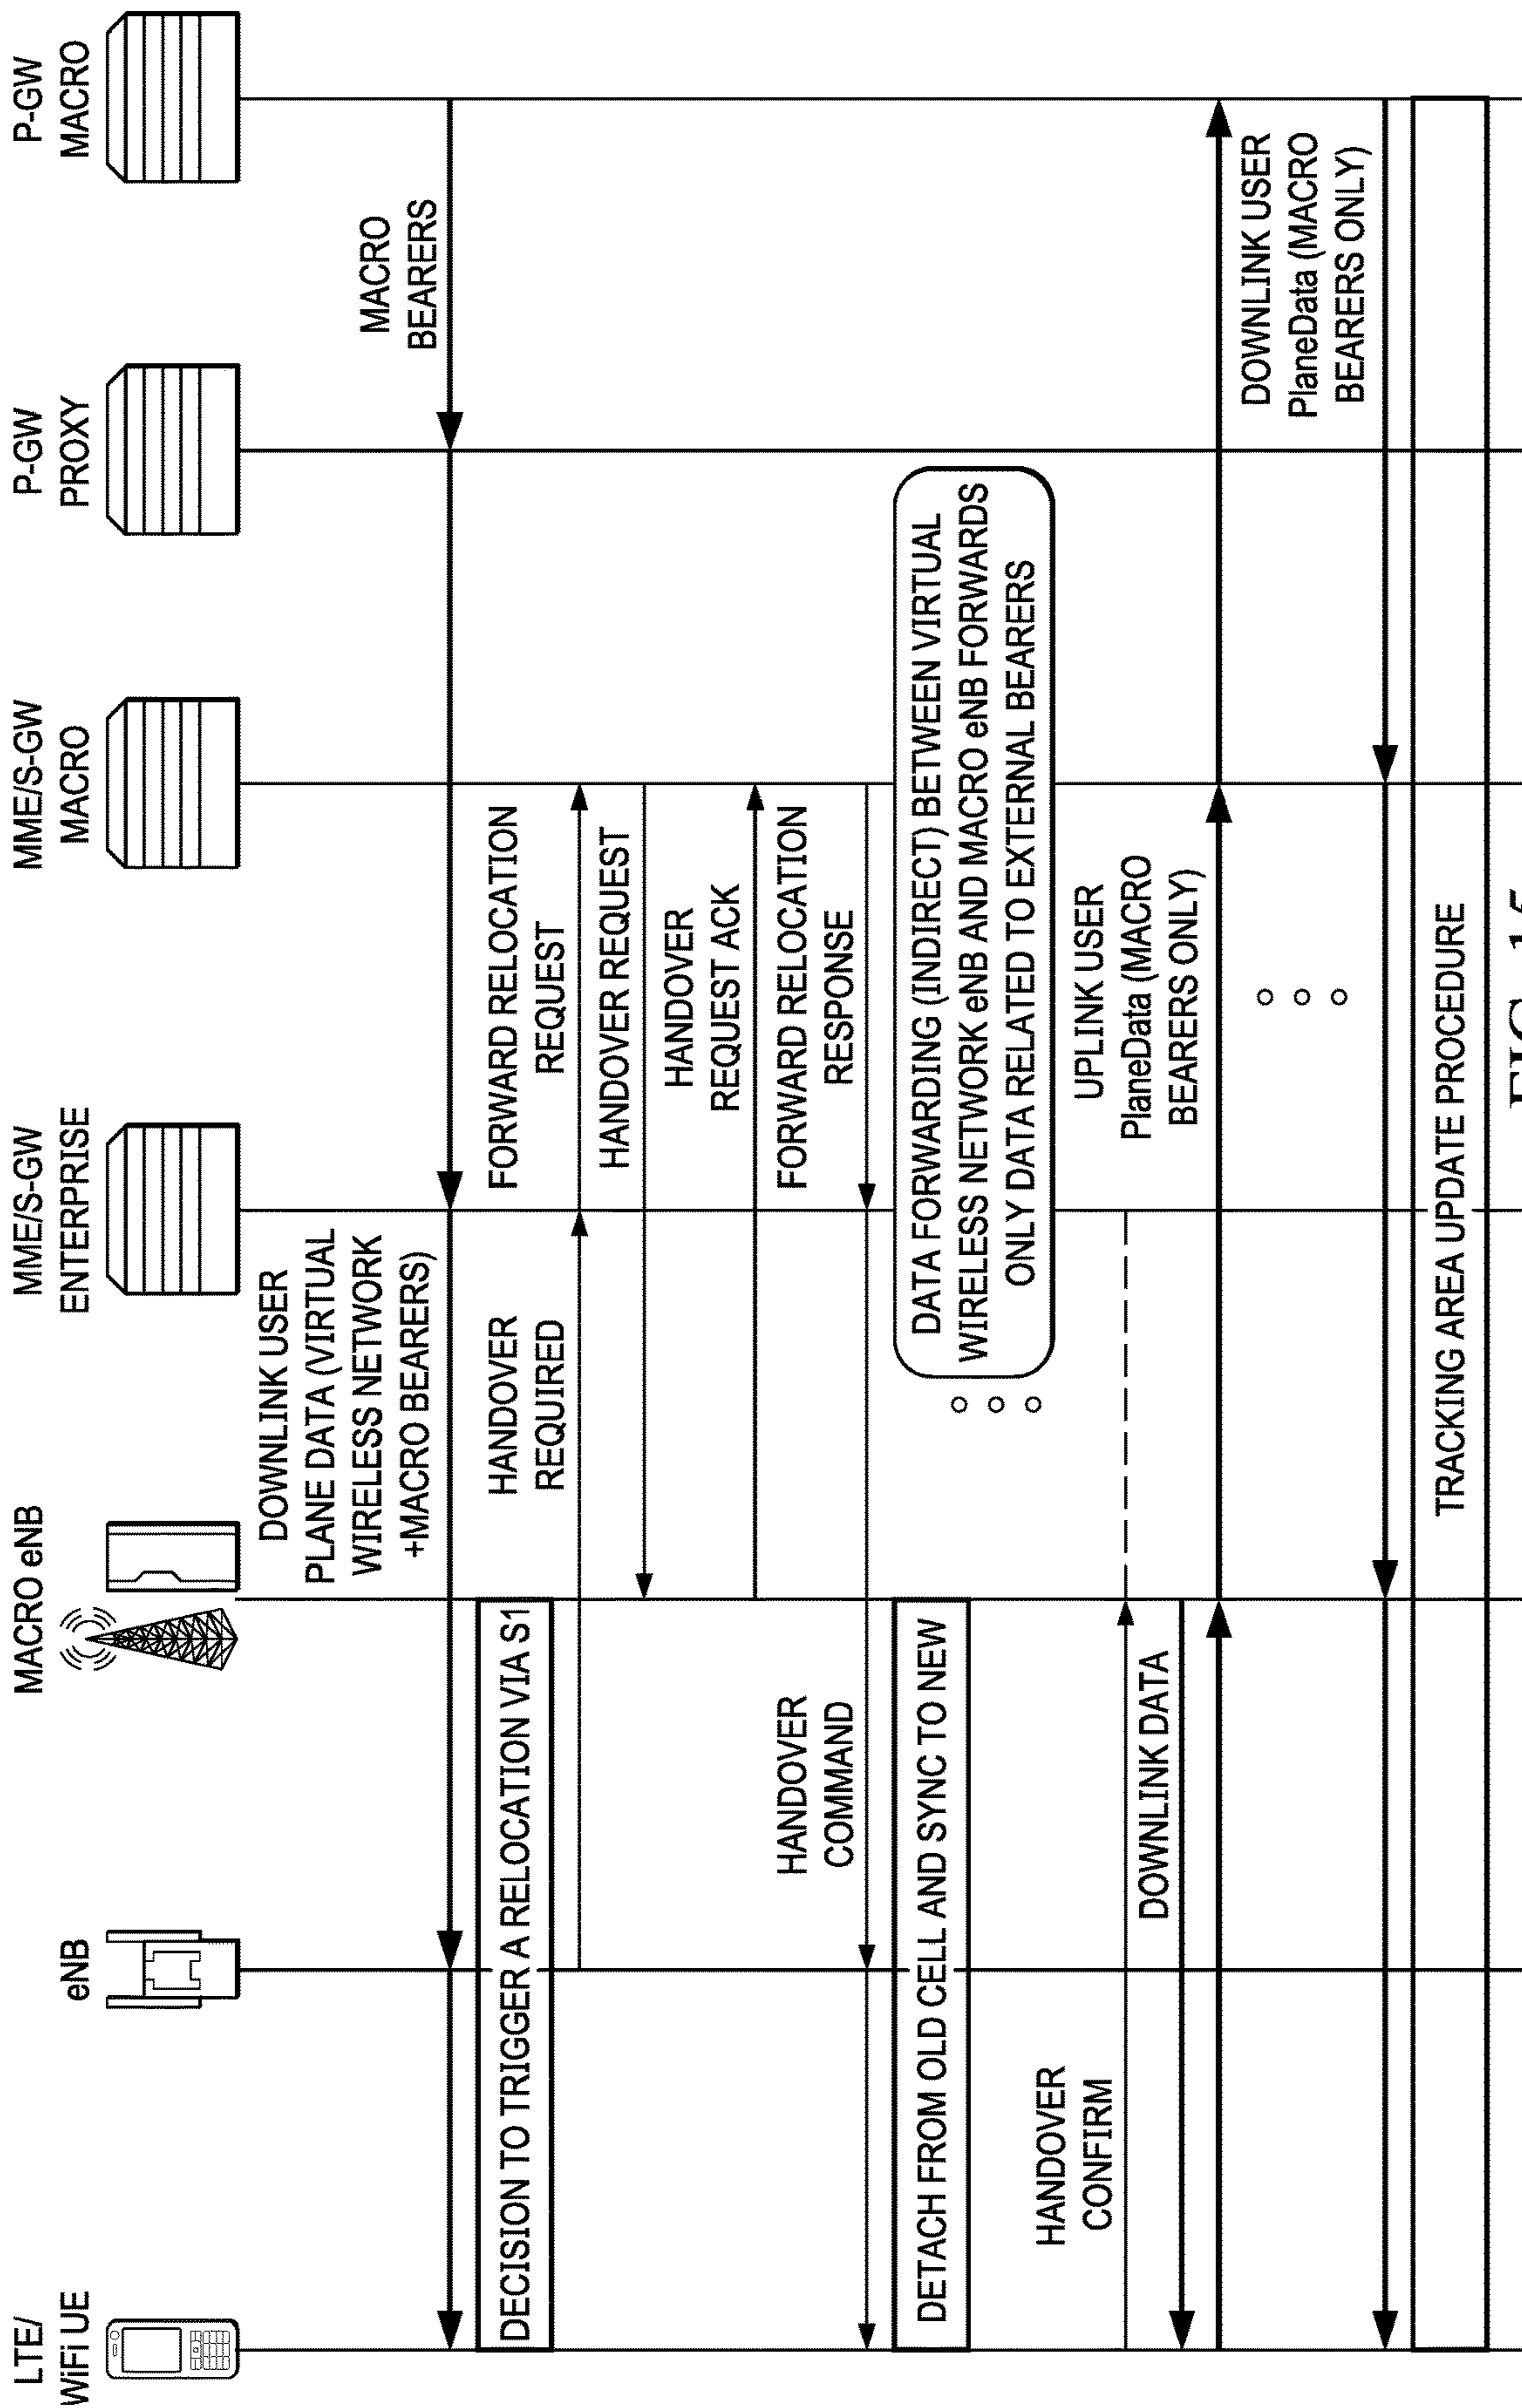 LTE/
WiFi UE
eNB
MACRO eNB
MME/S-GW
ENTERPRISE
MME/S-GW
MACRO
P-GW
PROXY
P-GW
MACRO
DOWNLINK USER
PLANE DATA (VIRTUAL
WIRELESS NETWORK
+MACRO BEARERS)
MACRO
BEARERS
DECISION TO TRIGGER A RELOCATION VIA S1
HANDOVER
REQUIRED
FORWARD RELOCATION
REQUEST
HANDOVER REQUEST
HANDOVER
REQUEST ACK
FORWARD RELOCATION
RESPONSE
HANDOVER
COMMAND
DETACH FROM OLD CELL AND SYNC TO NEW
DATA FORWARDING (INDIRECT) BETWEEN VIRTUAL
WIRELESS NETWORK eNB AND MACRO eNB FORWARDS
ONLY DATA RELATED TO EXTERNAL BEARERS
HANDOVER
CONFIRM
DOWNLINK DATA
UPLINK USER
PlaneData (MACRO
BEARERS ONLY)
DOWNLINK USER
PlaneData (MACRO
BEARERS ONLY)
TRACKING AREA UPDATE PROCEDURE